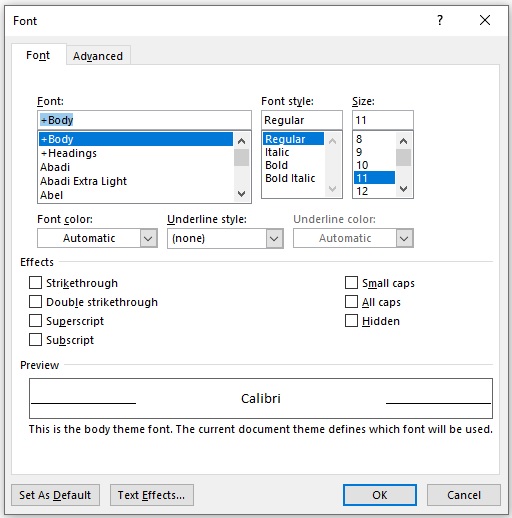 Font ? ×
Font Advanced
Font: Font style: Size:
+Body Regular 11
+Body Regular 8
+Headings Italic 9
Abadi Bold 10
Abadi Extra Light Bold Italic 11
Abel 12
Font color: Underline style: Underline color:
Automatic (none) Automatic
Effects
Strikethrough Small caps
Double strikethrough All caps
Superscript Hidden
Subscript
Preview
Calibri
This is the body theme font. The current document theme defines which font will be used.
Set As Default Text Effects... OK Cancel